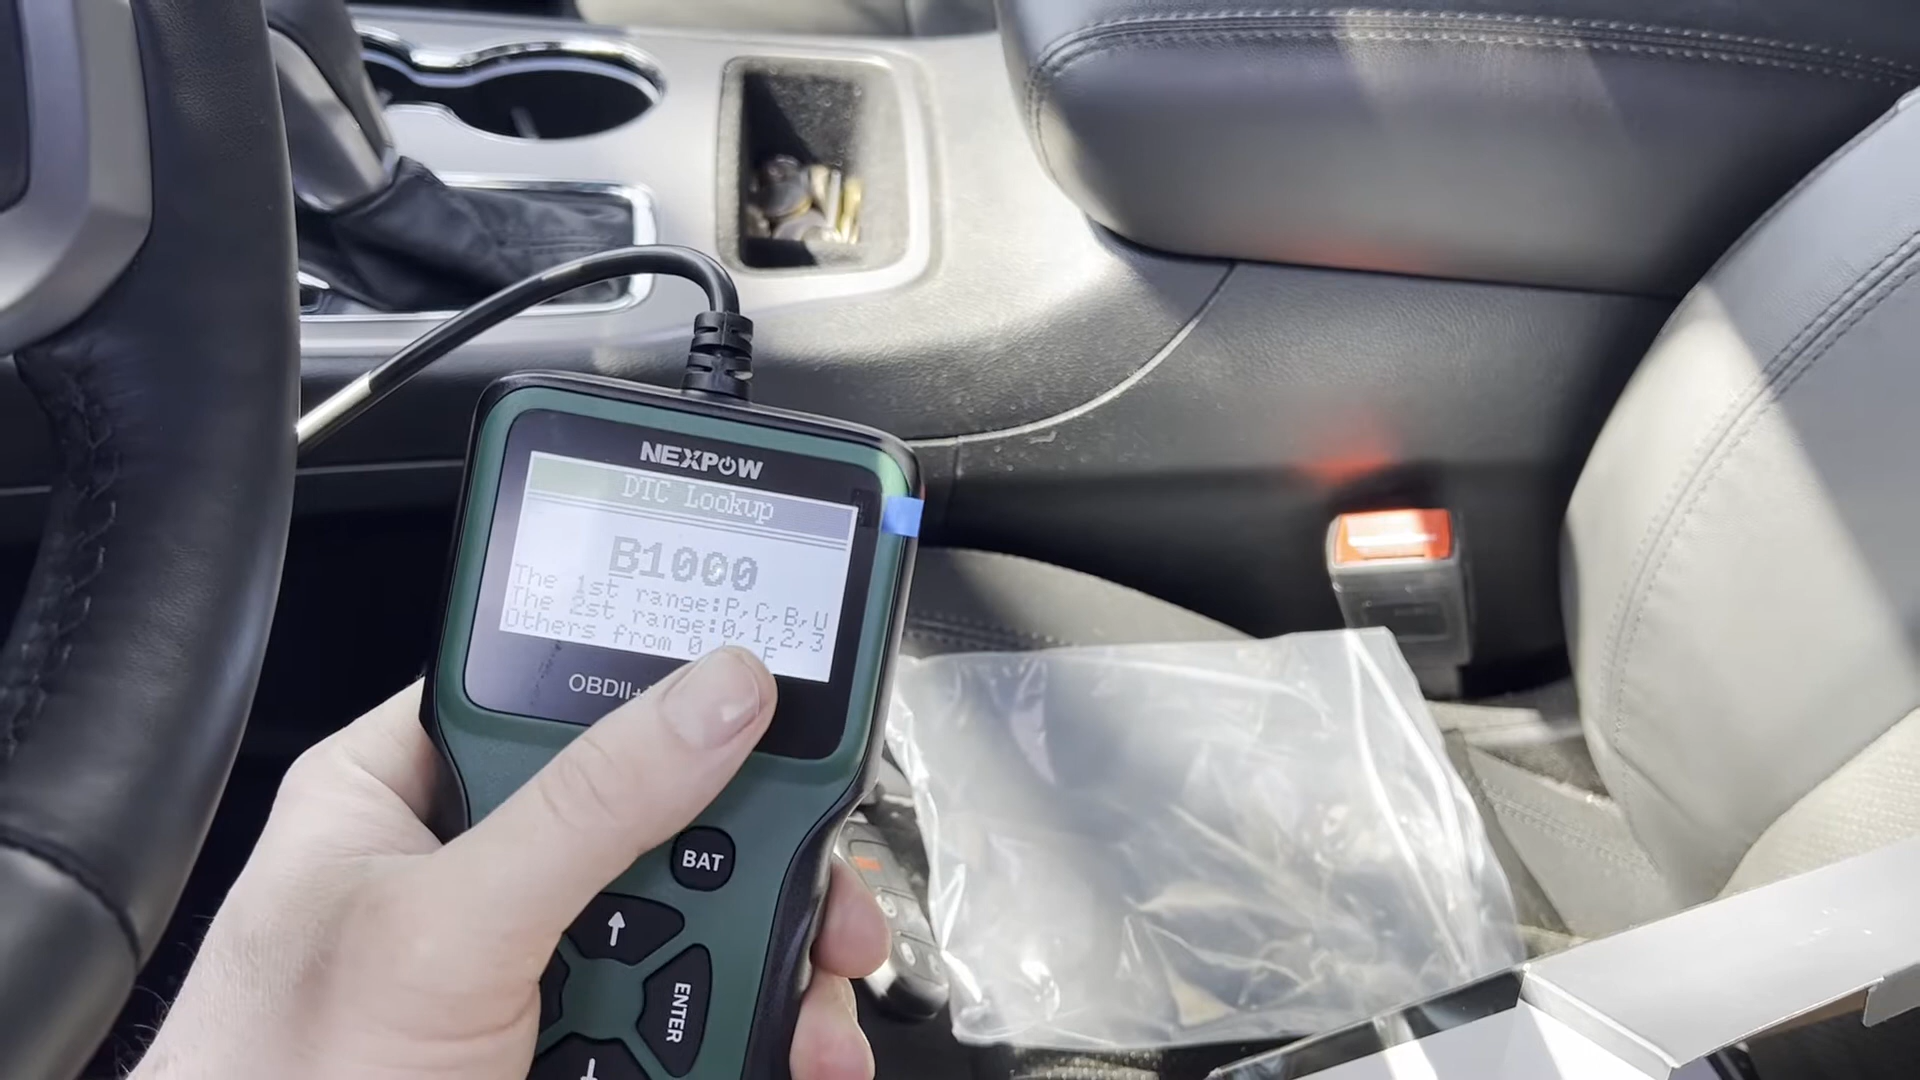 NEXPOW
DTC Lookup
B1000
The 1st range:P,C,B,U
The 2st range:0,1,2,3
Others from 0 F
OBDII+
BAT
ENTER